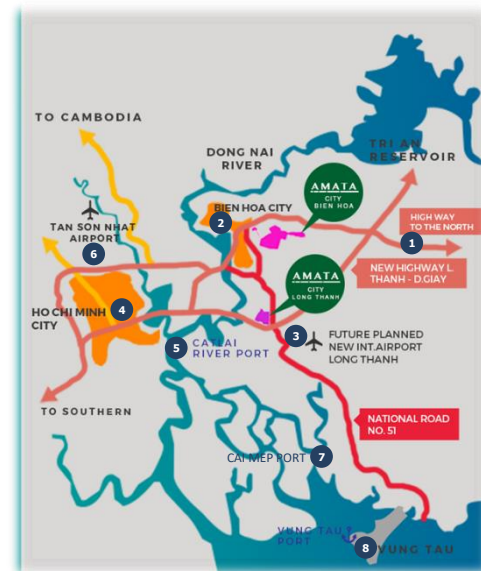 TO CAMBODIA
DONG NAI
RIVER
TRI AN
RESERVOIR
AMATA
CITY
BIEN HOA
BIEN HOA CITY
2
TAN SON NHAT
AIRPORT
6
HIGH WAY
TO THE NORTH
1
NEW HIGHWAY L.
THANH - D.GIAY
AMATA
CITY
LONG THANH
HO CHI MINH
CITY
4
3
FUTURE PLANNED
NEW INT.AIRPORT
LONG THANH
5
CATLAI
RIVER PORT
TO SOUTHERN
NATIONAL ROAD
NO. 51
CAI MEP PORT
7
VUNG TAU
PORT
8
VUNG TAU